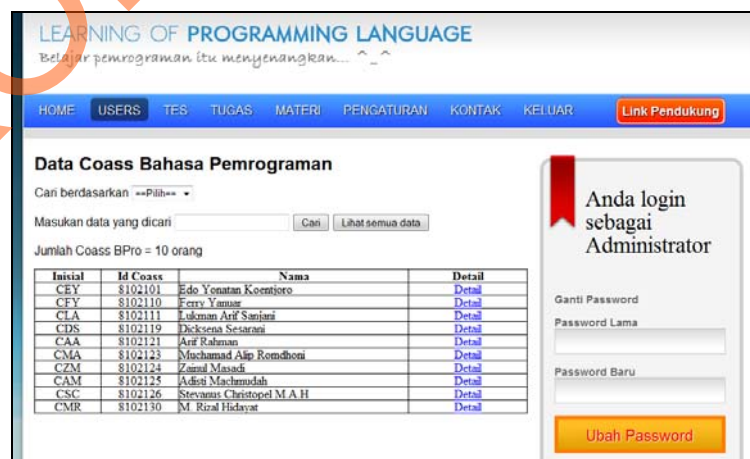 LEARNING OF PROGRAMMING LANGUAGE
Belajar pemrograman itu menyenangkan... ^_^
HOME USERS TES TUGAS MATERI PENGATURAN KONTAK KELUAR Link Pendukung
Data Coass Bahasa Pemrograman
Cari berdasarkan ==Pilih==
Masukan data yang dicari Cari Lihat semua data
Jumlah Coass BPro = 10 orang
Inisial Id Coass Nama Detail
CEY 8102101 Edo Yonatan Koentjoro Detail
CFY 8102110 Ferry Yanuar Detail
CLA 8102111 Lukman Arif Sanjani Detail
CDS 8102119 Dicksena Sesarani Detail
CAA 8102121 Arif Rahman Detail
CMA 8102123 Muchamad Alip Romdhoni Detail
CZM 8102124 Zainul Masadi Detail
CAM 8102125 Adisti Machmudah Detail
CSC 8102126 Stevanus Christopel M.A.H Detail
CMR 8102130 M. Rizal Hidayat Detail
Anda login
sebagai
Administrator
Ganti Password
Password Lama
Password Baru
Ubah Password